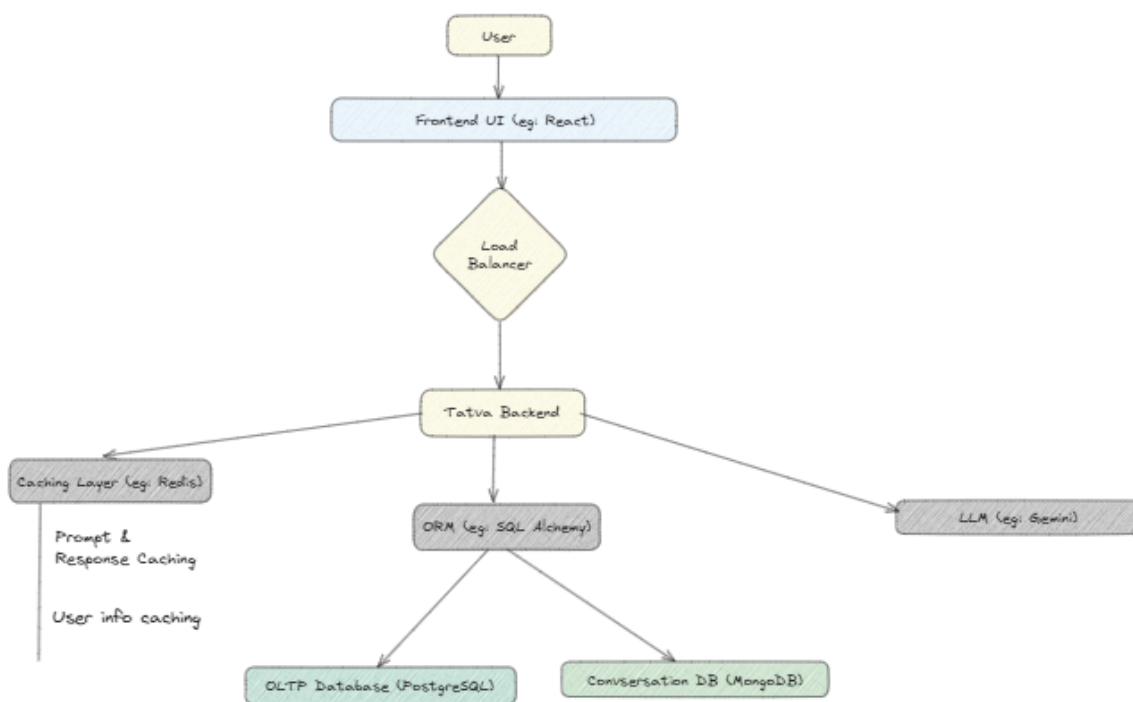 User
Frontend UI (eg: React)
Load
Balancer
Tatva Backend
Caching Layer (eg: Redis)
ORM (eg: SQL Alchemy)
LLM (eg: Gemini)
Prompt &
Response Caching
User info caching
OLTP Database (PostgreSQL)
Convsersation DB (MongoDB)